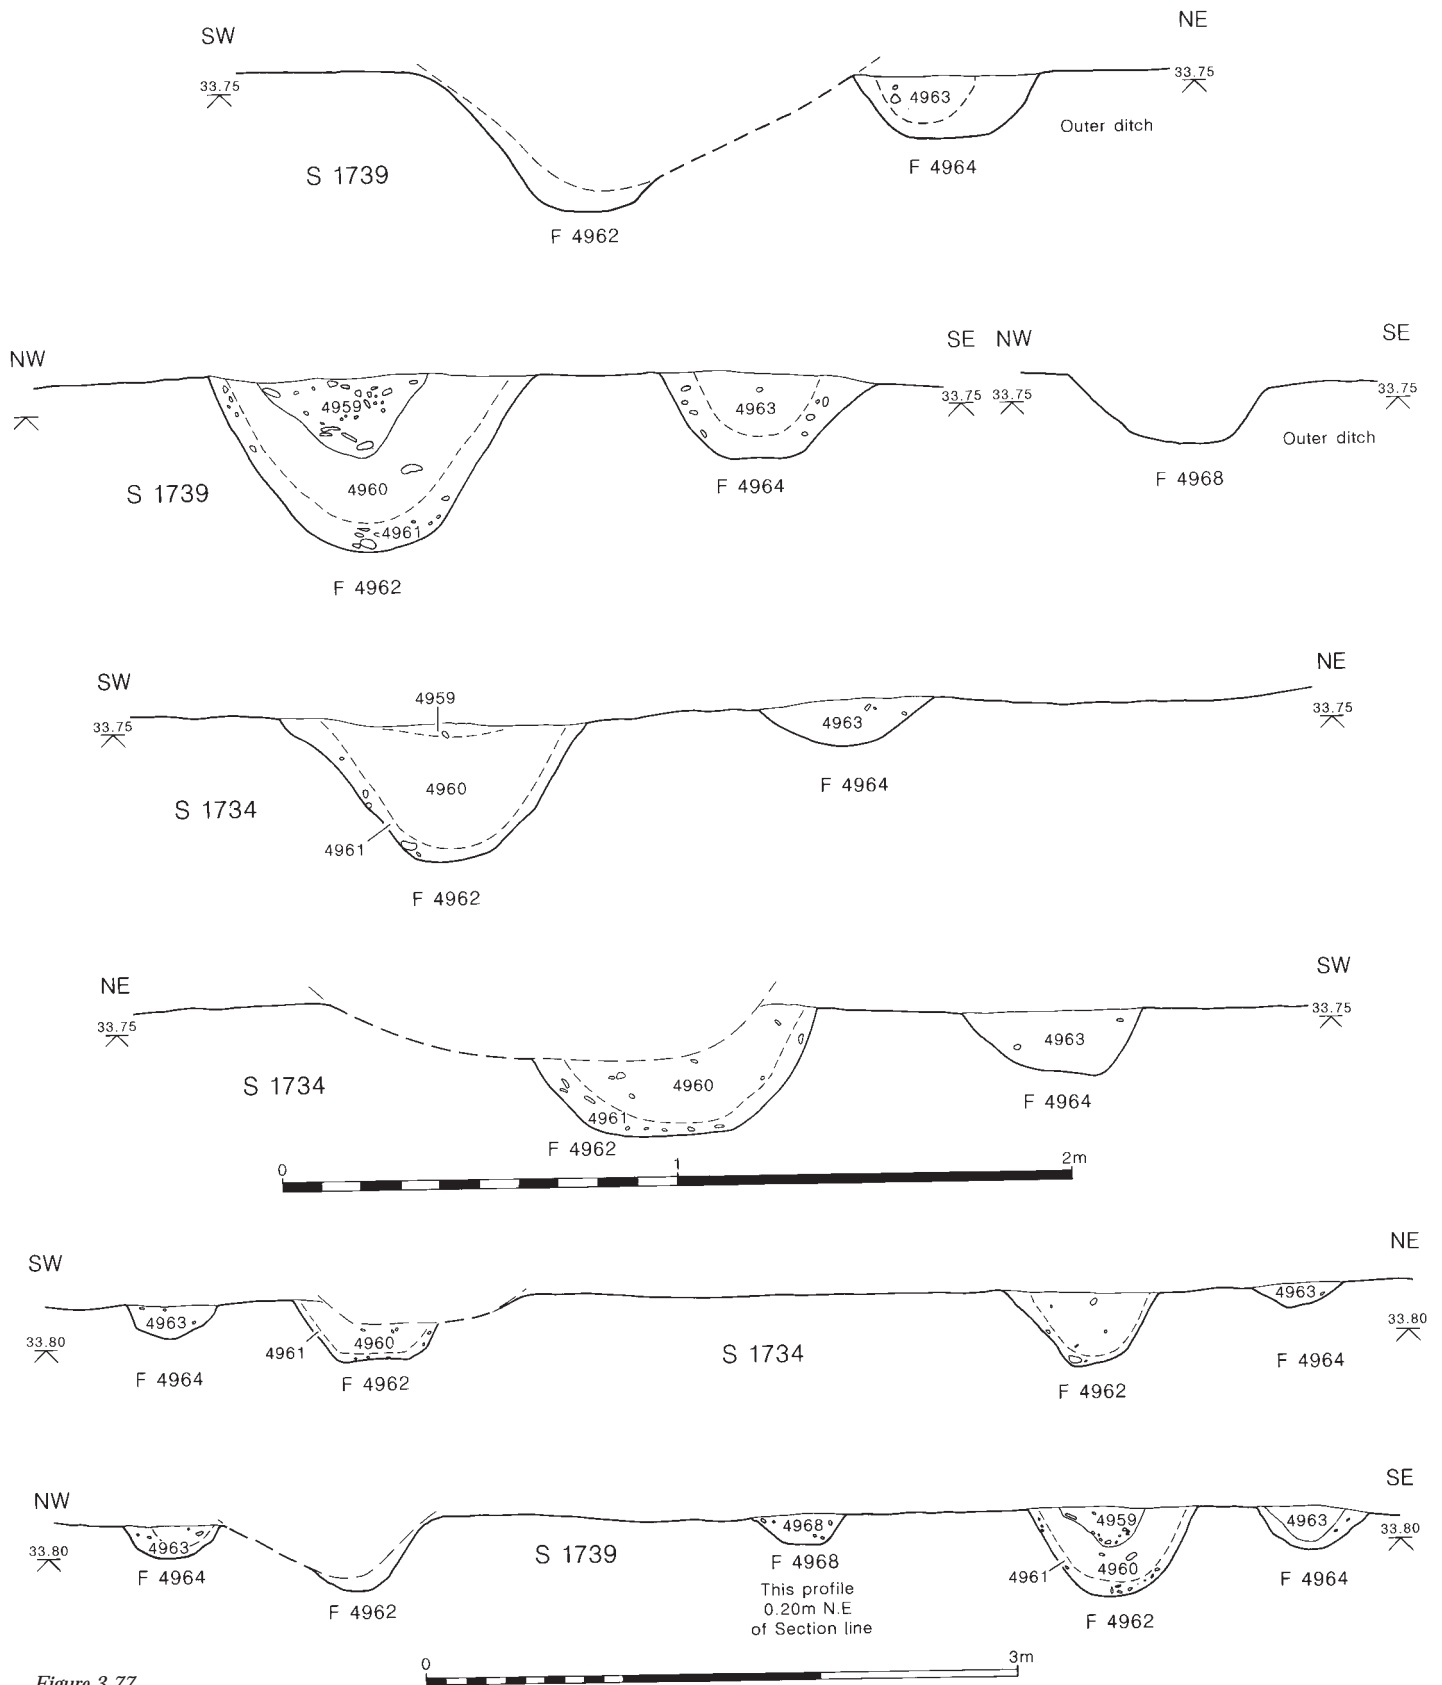 SW
NE
33.75
33.75
4963
Outer ditch
F 4964
S 1739
F 4962
NW
SE
NW
SE
33.75
33.75
33.75
4959
4963
Outer ditch
F 4968
F 4964
S 1739
4960
4961
F 4962
SW
NE
4959
33.75
33.75
4963
4960
F 4964
S 1734
4961
F 4962
NE
SW
33.75
33.75
4963
4960
S 1734
4961
F 4964
F 4962
0
1
2m
SW
NE
4963
4963
33.80
33.80
4960
4961
S 1734
F 4964
F 4962
F 4962
F 4964
NW
SE
4968
4959
4963
33.80
33.80
4963
S 1739
F 4968
4961
4960
F 4964
F 4964
This profile
0.20m N.E
of Section line
F 4962
F 4962
0
3m
Figure 3.77